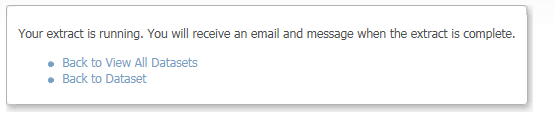 Your extract is running. You will receive an email and message when the extract is complete.
Back to View All Datasets
Back to Dataset